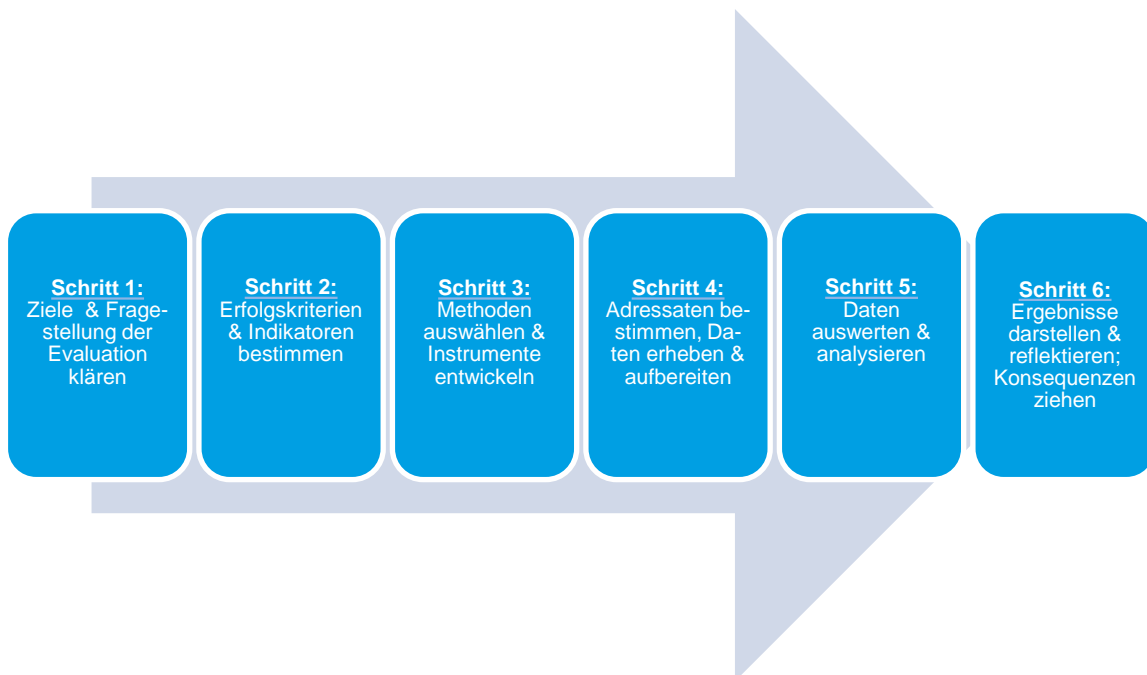 Schritt 1:
Ziele & Frage-
stellung der
Evaluation
klären
Schritt 2:
Erfolgskriterien
& Indikatoren
bestimmen
Schritt 3:
Methoden
auswählen &
Instrumente
entwickeln
Schritt 4:
Adressaten be-
stimmen, Da-
ten erheben &
aufbereiten
Schritt 5:
Daten
auswerten &
analysieren
Schritt 6:
Ergebnisse
darstellen &
reflektieren;
Konsequenzen
ziehen